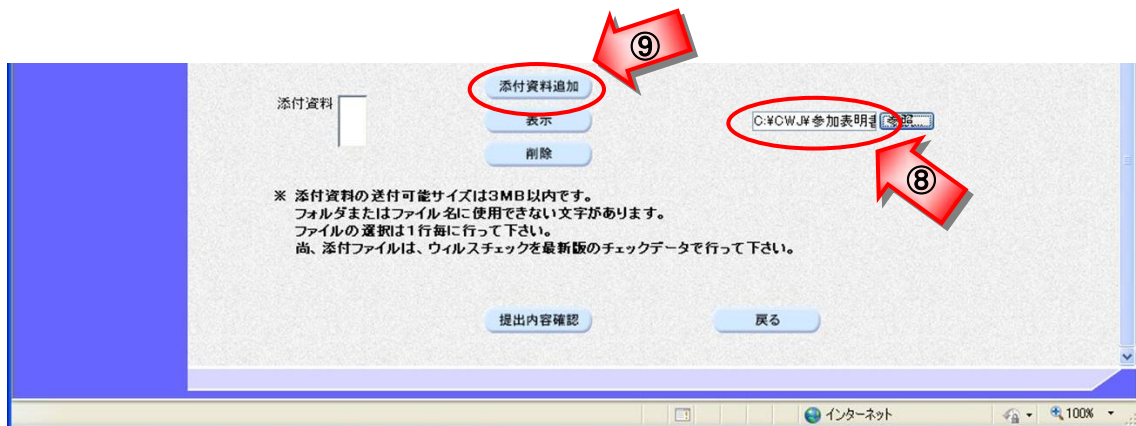 ⑨
添付資料追加
添付資料
表示
C:¥CWJ¥参加表明書
参照...
削除
⑧
※ 添付資料の送付可能サイズは3MB以内です。
フォルダまたはファイル名に使用できない文字があります。
ファイルの選択は1行毎に行って下さい。
尚、添付ファイルは、ウィルスチェックを最新版のチェックデータで行って下さい。
提出内容確認
戻る
インターネット
100%